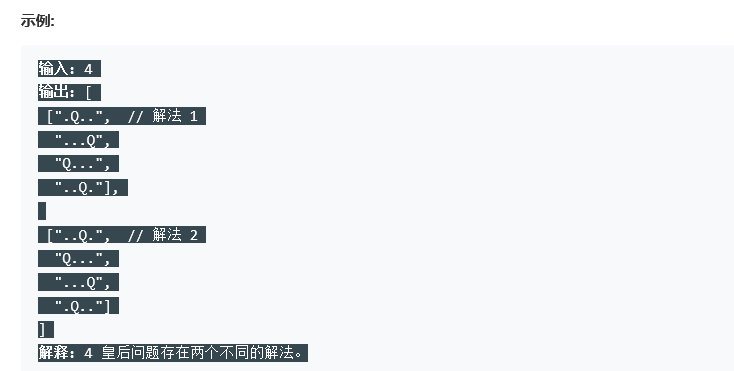 示例:
输入：4
输出：[
 [".Q..",  // 解法 1
  "...Q",
  "Q...",
  "..Q."],

 ["..Q.",  // 解法 2
  "Q...",
  "...Q",
  ".Q.."]
]
解释：4 皇后问题存在两个不同的解法。